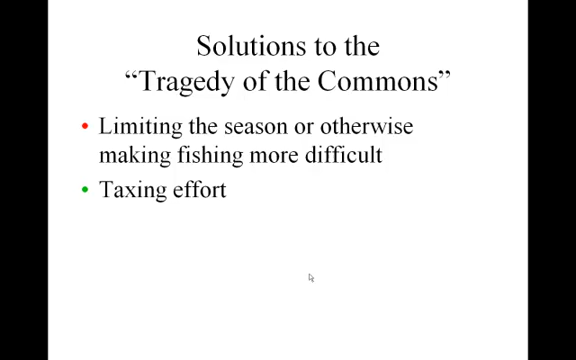 Solutions to the
“Tragedy of the Commons”
• Limiting the season or otherwise
making fishing more difficult
• Taxing effort